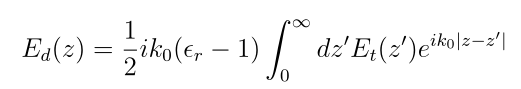 $E_d(z) = \frac{1}{2} i k_0 (\epsilon_r - 1) \int_0^\infty dz' E_t(z') e^{i k_0 |z - z'|}$